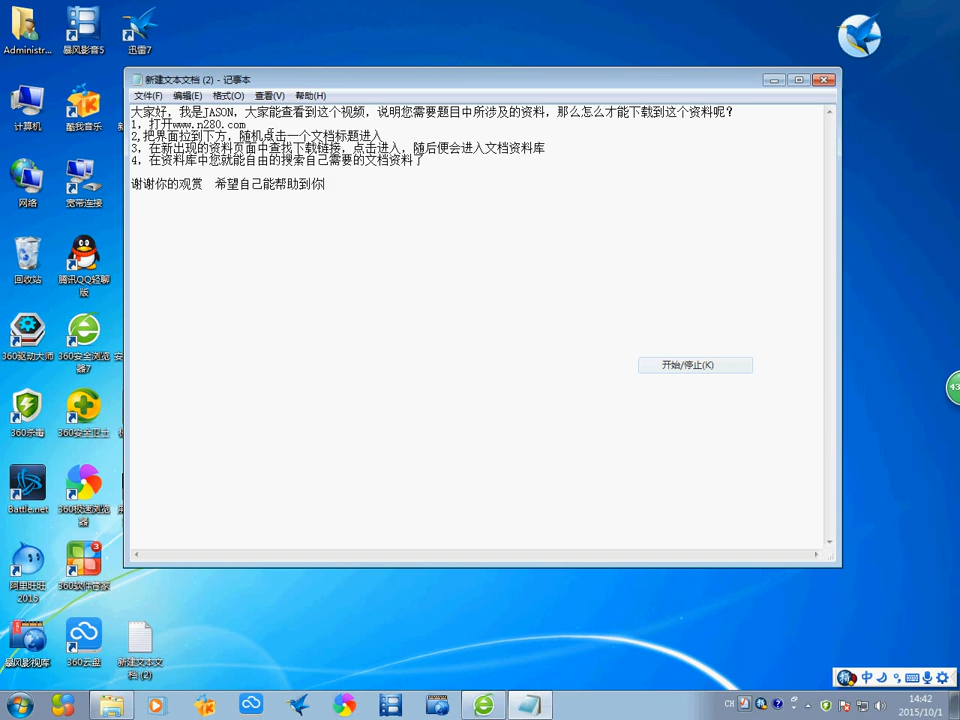 Administr...
暴风影音5
迅雷7
新建文本文档 (2) - 记事本
文件(F) 编辑(E) 格式(O) 查看(V) 帮助(H)
大家好，我是JASON，大家能查看到这个视频，说明您需要题目中所涉及的资料，那么怎么才能下载到这个资料呢？
1，打开www.n280.com
2,把界面拉到下方，随机点击一个文档标题进入
3，在新出现的资料页面中查找下载链接，点击进入，随后便会进入文档资料库
4，在资料库中您就能自由的搜索自己需要的文档资料了
谢谢你的观赏 希望自己能帮助到你
计算机
酷我音乐
网络
宽带连接
回收站
腾讯QQ轻聊版
360驱动大师
360安全浏览器7
开始/停止(K)
43
360杀毒
360安全卫士
Battle.net
360极速浏览器
阿里旺旺2015
3
360软件管家
暴风影视库
360云盘
新建文本文档 (2)
中
CH
14:42
2015/10/1